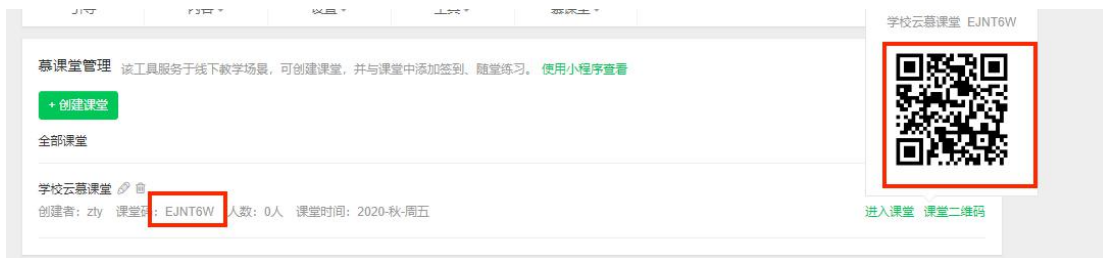 学校云慕课堂 EJNT6W
慕课堂管理 该工具服务于线下教学场景，可创建课堂，并与课堂中添加签到、随堂练习。 使用小程序查看
+ 创建课堂
全部课堂
学校云慕课堂
创建者：zty 课堂码：EJNT6W 人数：0人 课堂时间：2020-秋-周五
进入课堂 课堂二维码